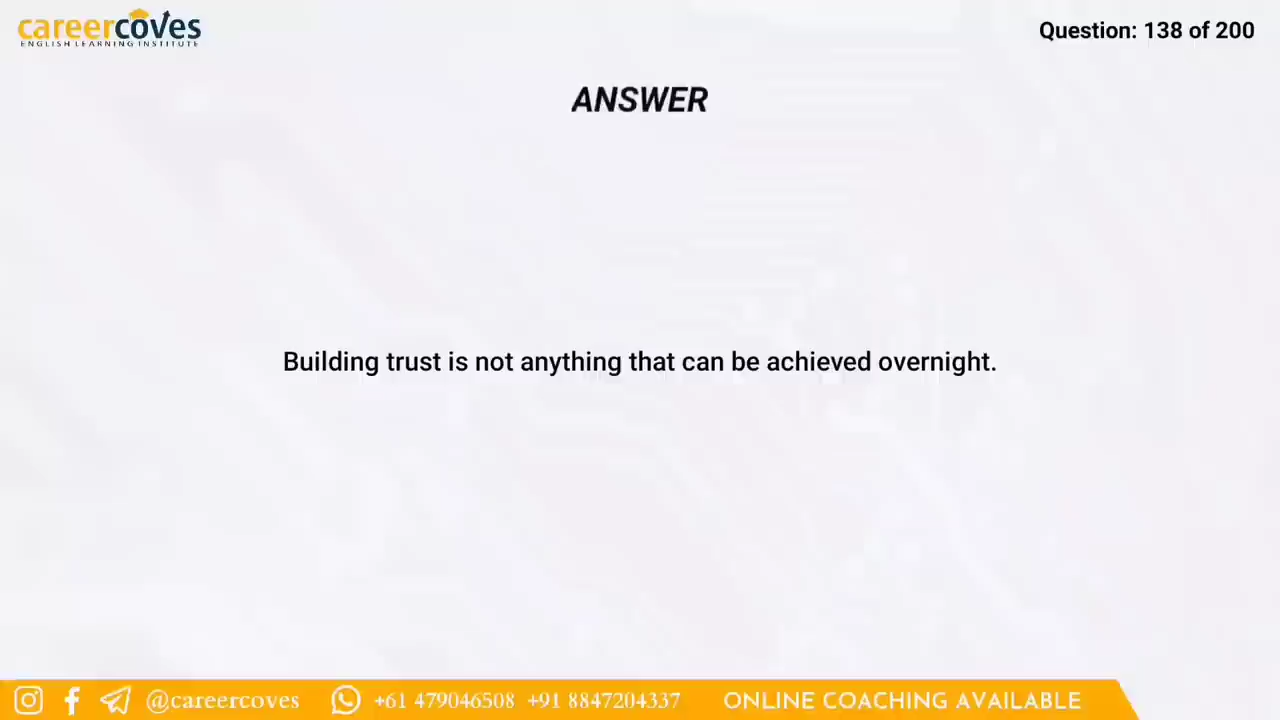 careercoves
ENGLISH LEARNING INSTITUTE
Question: 138 of 200
ANSWER
Building trust is not anything that can be achieved overnight.
@careercoves +61 479046508 +91 8847204337 ONLINE COACHING AVAILABLE